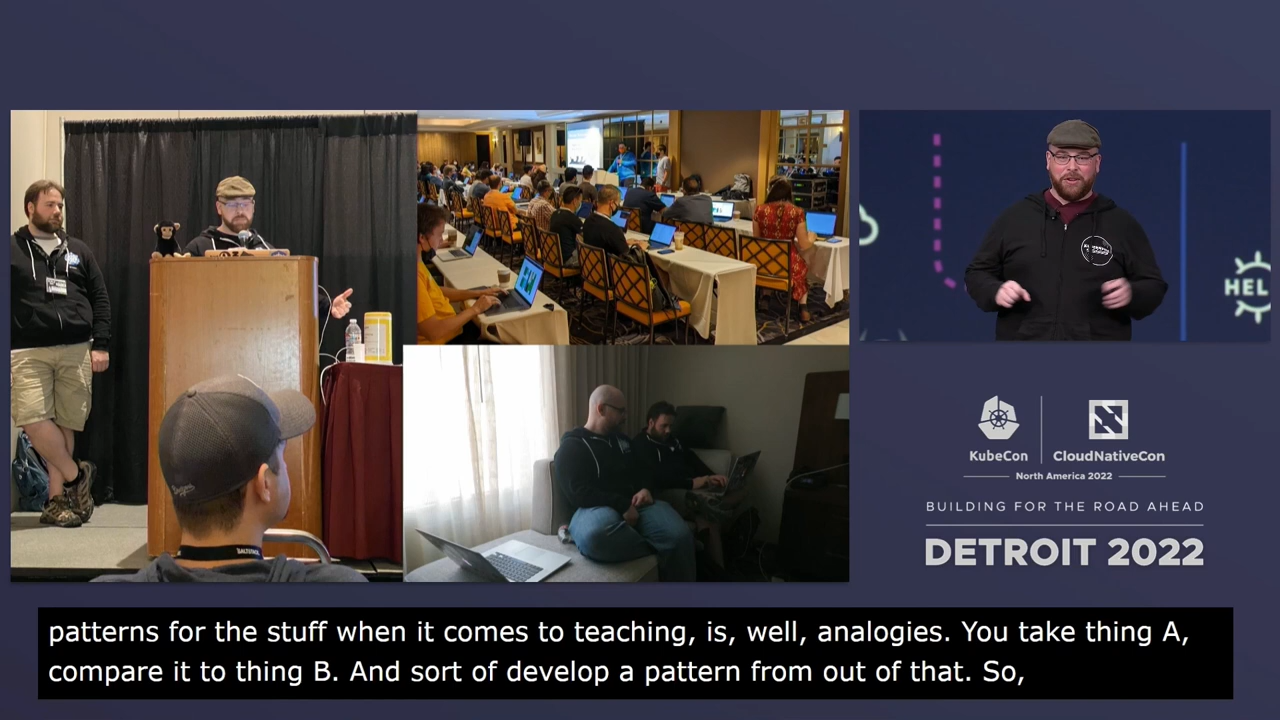 HEL
KubeCon
CloudNativeCon
North America 2022
BUILDING FOR THE ROAD AHEAD
DETROIT 2022
patterns for the stuff when it comes to teaching, is, well, analogies. You take thing A,
compare it to thing B. And sort of develop a pattern from out of that. So,